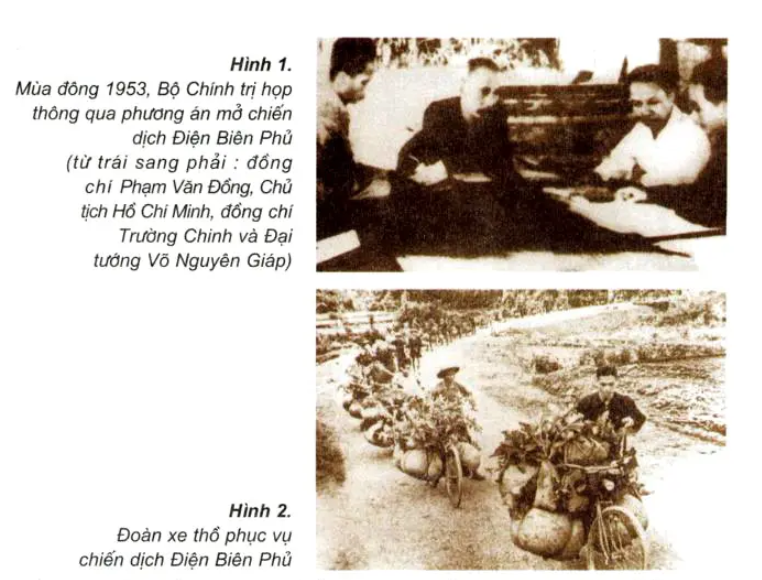 Hình 1.
Mùa đông 1953, Bộ Chính trị họp
thông qua phương án mở chiến
dịch Điện Biên Phủ
(từ trái sang phải : đồng
chí Phạm Văn Đồng, Chủ
tịch Hồ Chí Minh, đồng chí
Trường Chinh và Đại
tướng Võ Nguyên Giáp)
Hình 2.
Đoàn xe thồ phục vụ
chiến dịch Điện Biên Phủ